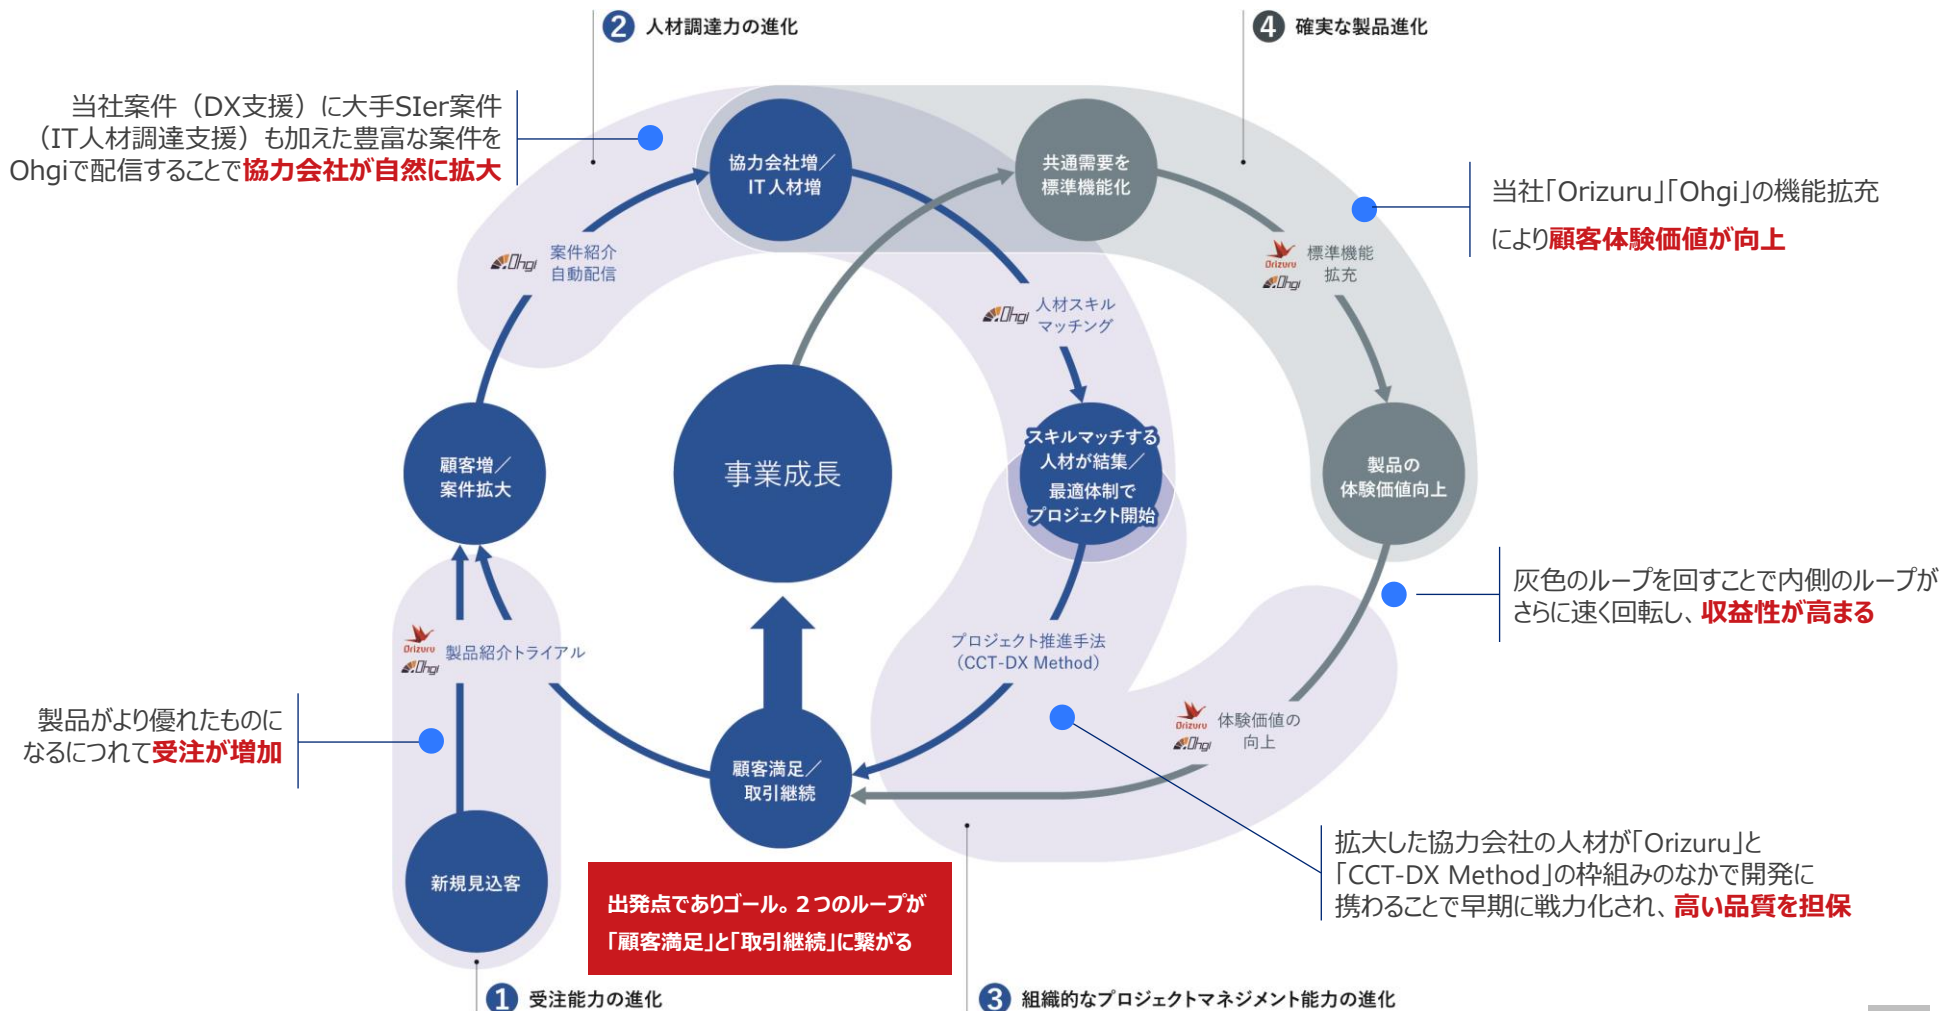 2 人材調達力の進化
4 確実な製品進化
当社案件（DX支援）に大手SIer案件
（IT人材調達支援）も加えた豊富な案件を
Ohgiで配信することで協力会社が自然に拡大
協力会社増／
IT人材増
共通需要を
標準機能化
当社「Orizuru」「Ohgi」の機能拡充
により顧客体験価値が向上
Ohgi
案件紹介
自動配信
Orizuru
Ohgi
標準機能
拡充
Ohgi
人材スキル
マッチング
顧客増／
案件拡大
事業成長
スキルマッチする
人材が結集／
最適体制で
プロジェクト開始
製品の
体験価値向上
灰色のループを回すことで内側のループが
さらに速く回転し、収益性が高まる
Orizuru
Ohgi
製品紹介トライアル
プロジェクト推進手法
（CCT-DX Method）
製品がより優れたものに
なるにつれて受注が増加
Orizuru
Ohgi
体験価値の
向上
顧客満足／
取引継続
新規見込客
出発点でありゴール。２つのループが
「顧客満足」と「取引継続」に繋がる
拡大した協力会社の人材が「Orizuru」と
「CCT-DX Method」の枠組みのなかで開発に
携わることで早期に戦力化され、高い品質を担保
1 受注能力の進化
3 組織的なプロジェクトマネジメント能力の進化